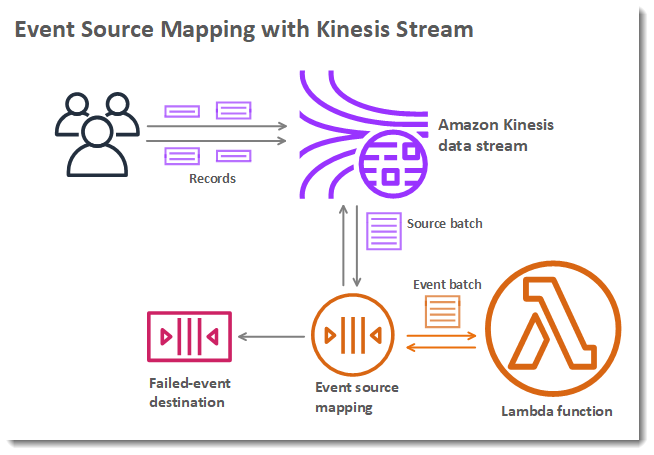 Event Source Mapping with Kinesis Stream
Amazon Kinesis
data stream
Records
Source batch
Event batch
Failed-event
destination
Event source
mapping
Lambda function